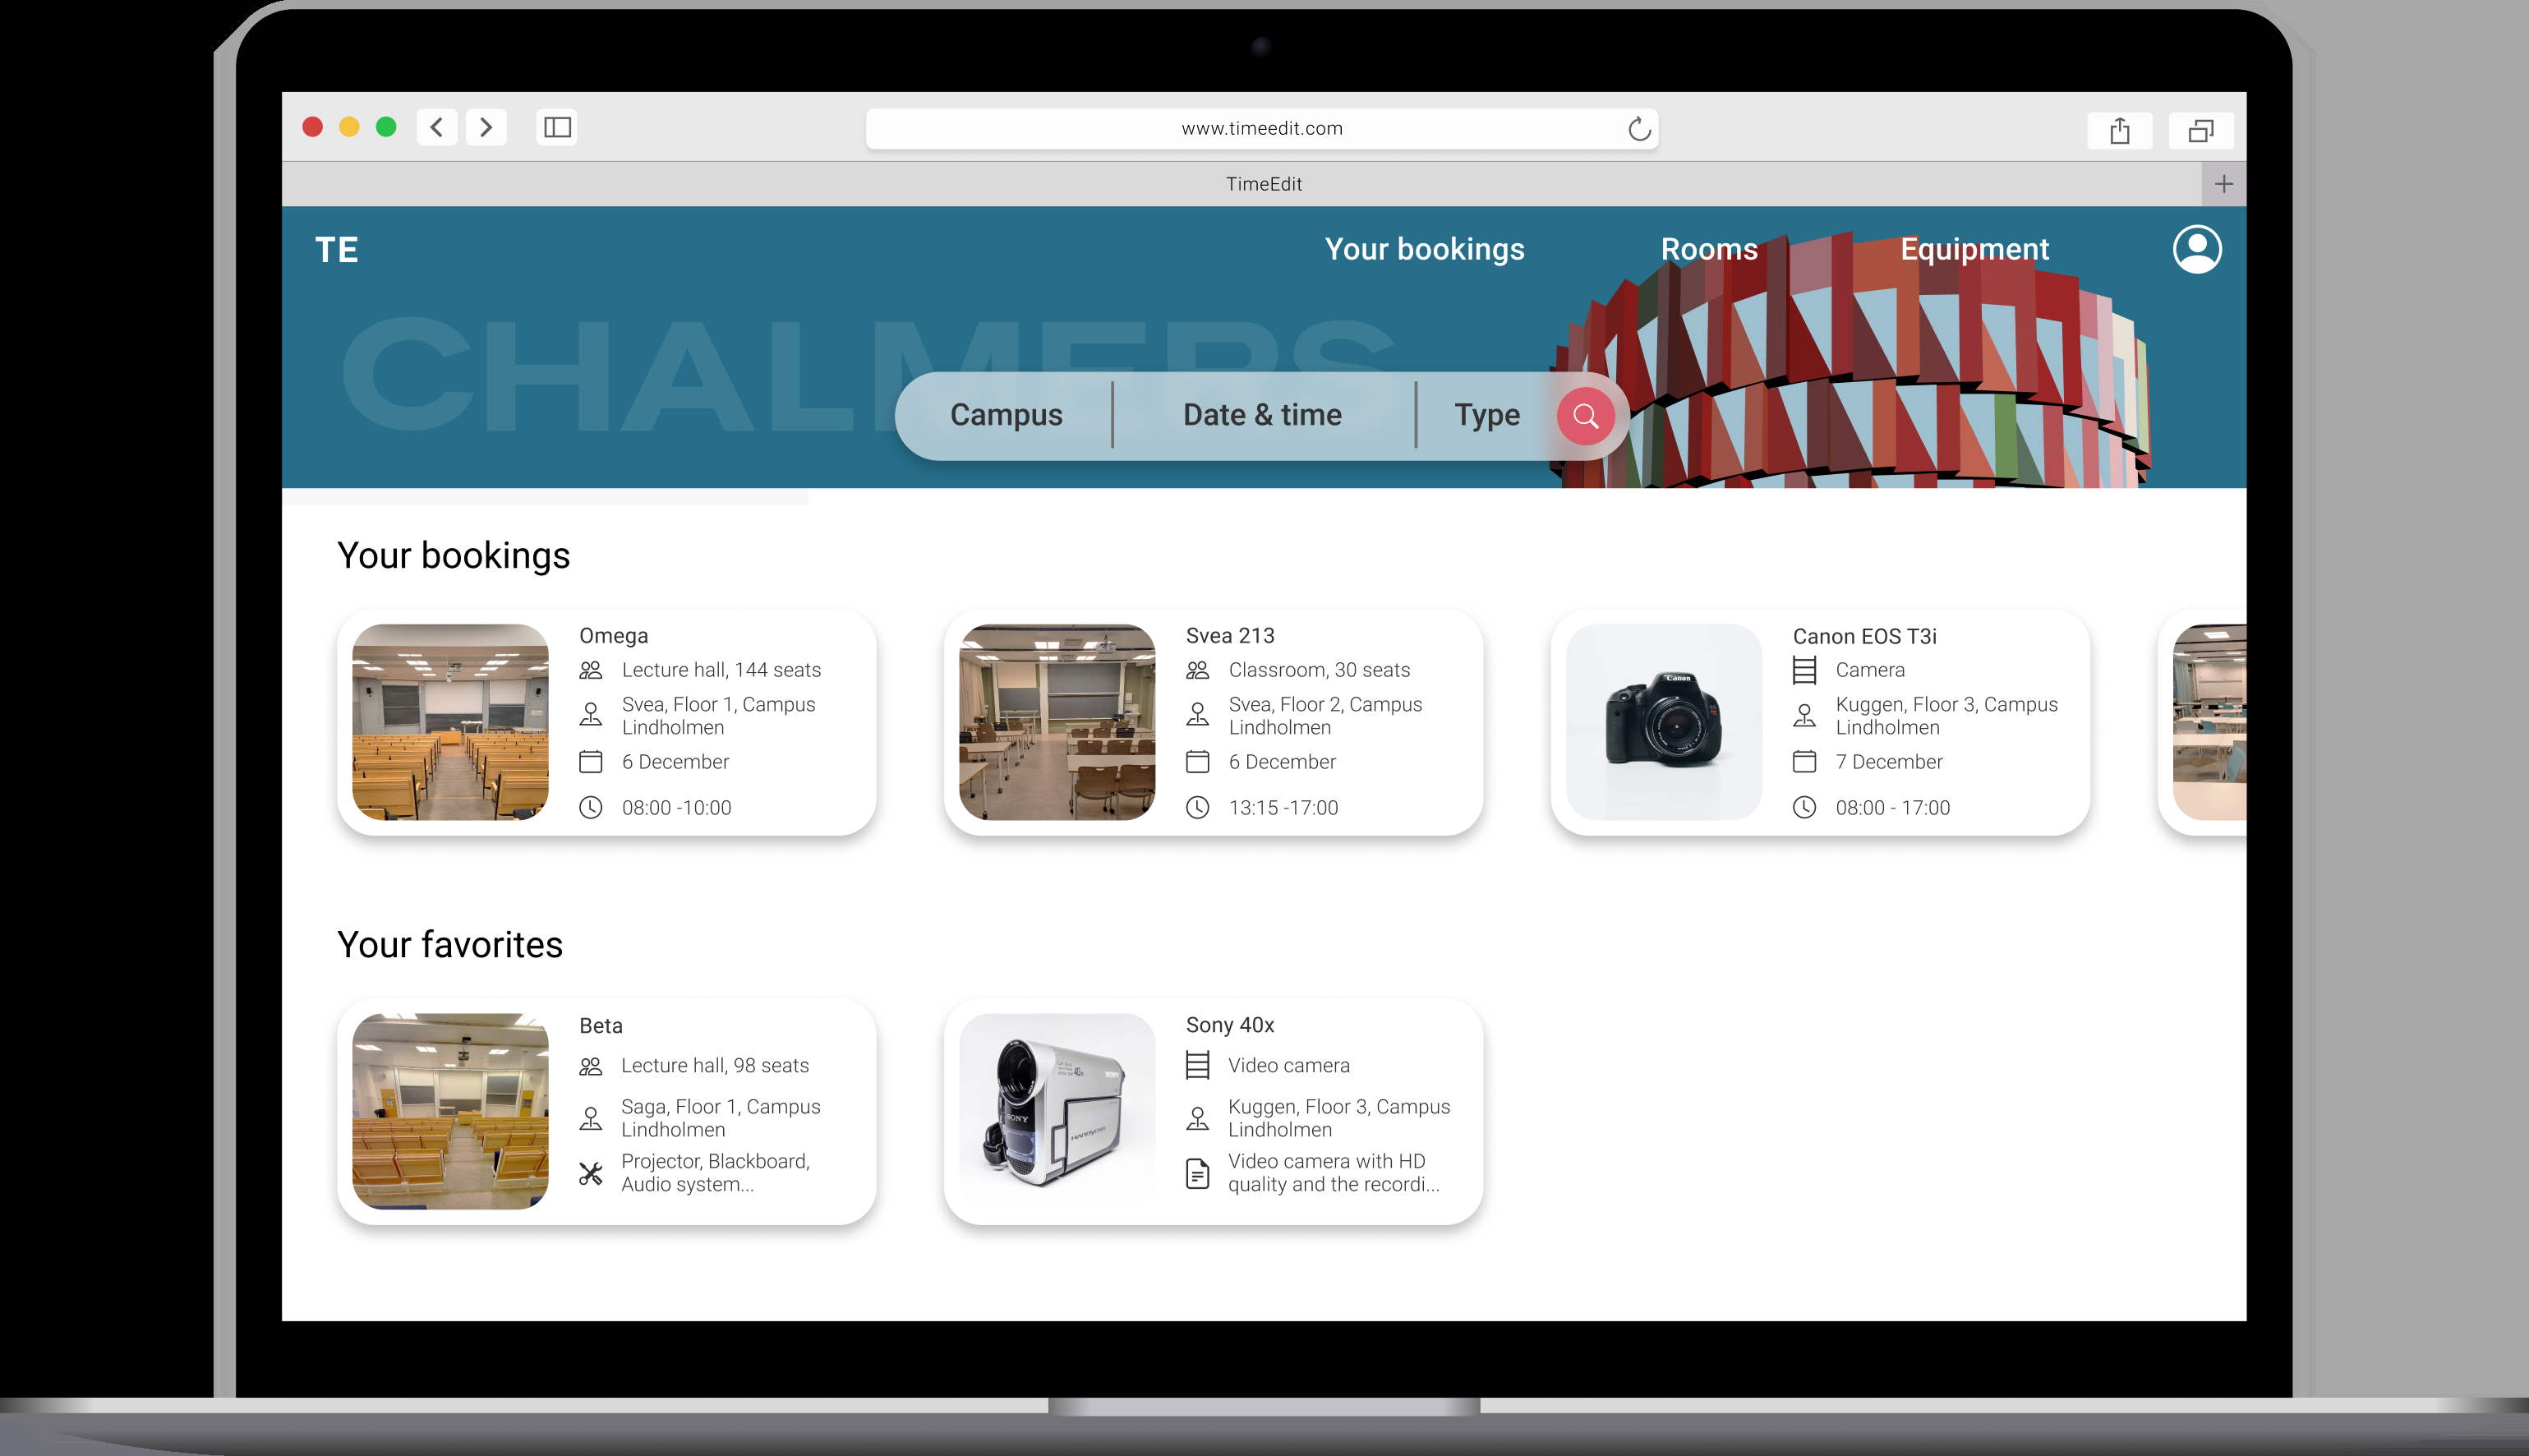 www.timeedit.com
TimeEdit
TE
Your bookings
Rooms
Equipment
CHALMERS
Campus
Date & time
Type
Your bookings
Omega
Lecture hall, 144 seats
Svea, Floor 1, Campus
Lindholmen
6 December
08:00 -10:00
Svea 213
Classroom, 30 seats
Svea, Floor 2, Campus
Lindholmen
6 December
13:15 -17:00
Canon
Canon EOS T3i
Camera
Kuggen, Floor 3, Campus
Lindholmen
7 December
08:00 - 17:00
Your favorites
Beta
Lecture hall, 98 seats
Saga, Floor 1, Campus
Lindholmen
Projector, Blackboard,
Audio system...
40x
SONY
SONY
HANDYCAM
Sony 40x
Video camera
Kuggen, Floor 3, Campus
Lindholmen
Video camera with HD
quality and the recordi...